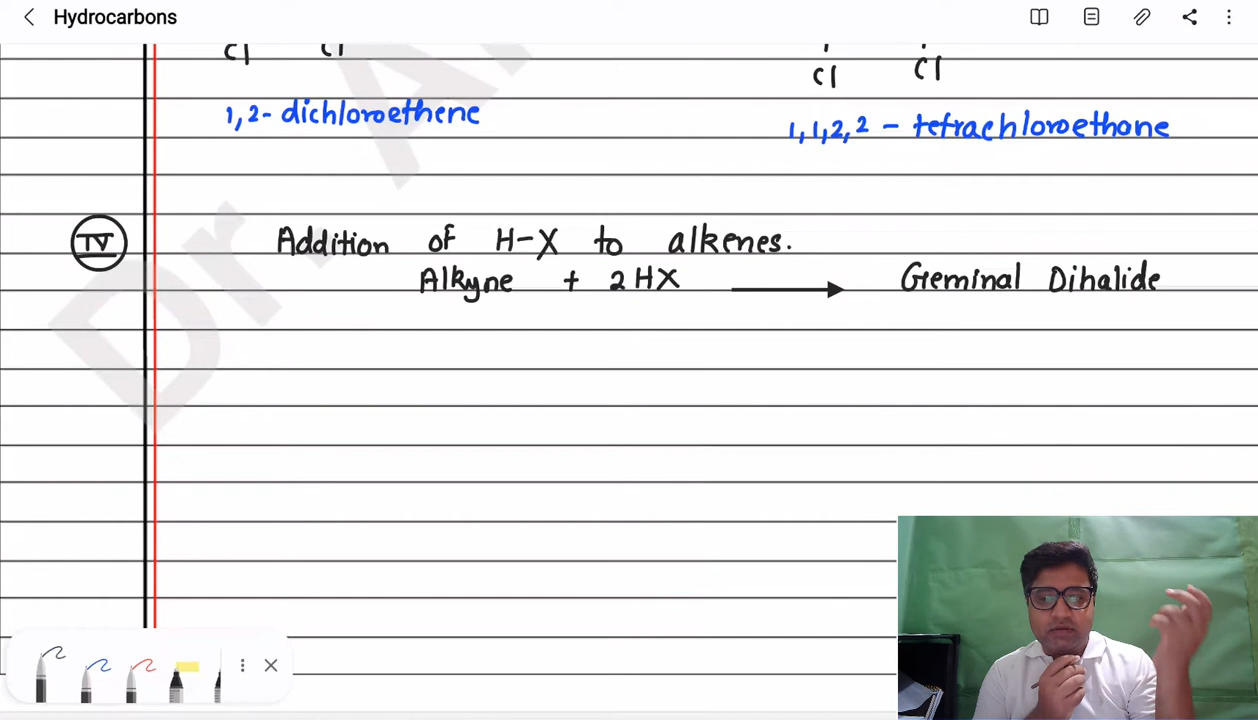 Hydrocarbons
Cl Cl
Cl Cl
1,2- dichloroethene
1,1,2,2 - tetrachloroethane
IV
Addition of H-X to alkenes.
Alkyne + 2HX → Geminal Dihalide